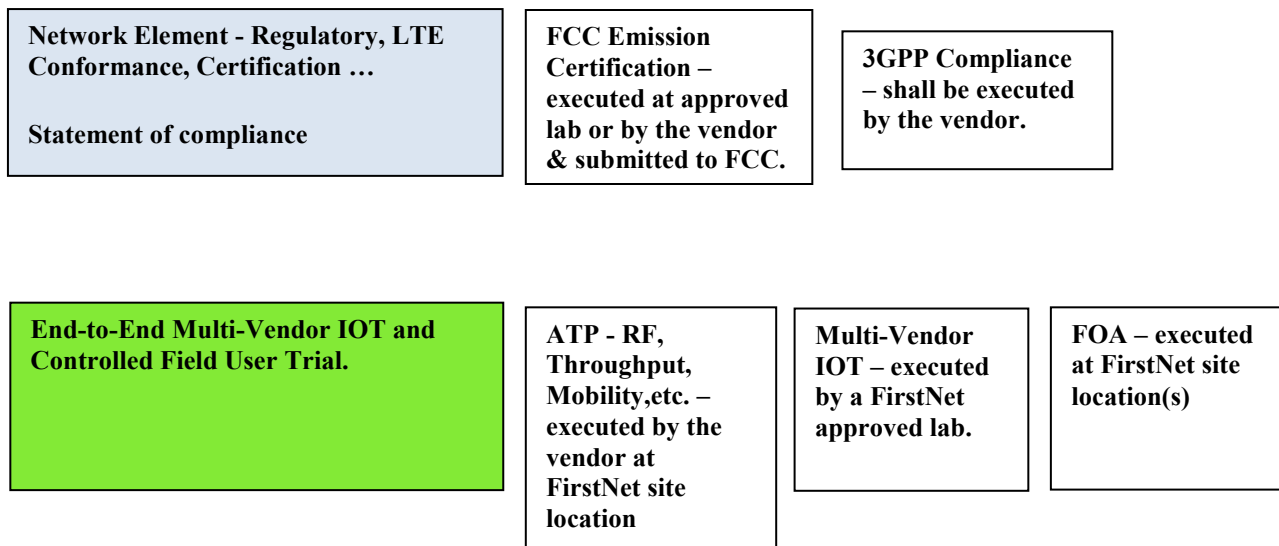 Network Element - Regulatory, LTE
Conformance, Certification …
Statement of compliance
FCC Emission
Certification –
executed at approved
lab or by the vendor
& submitted to FCC.
3GPP Compliance
– shall be executed
by the vendor.
End-to-End Multi-Vendor IOT and
Controlled Field User Trial.
ATP - RF,
Throughput,
Mobility,etc. –
executed by the
vendor at
FirstNet site
location
Multi-Vendor
IOT – executed
by a FirstNet
approved lab.
FOA – executed
at FirstNet site
location(s)